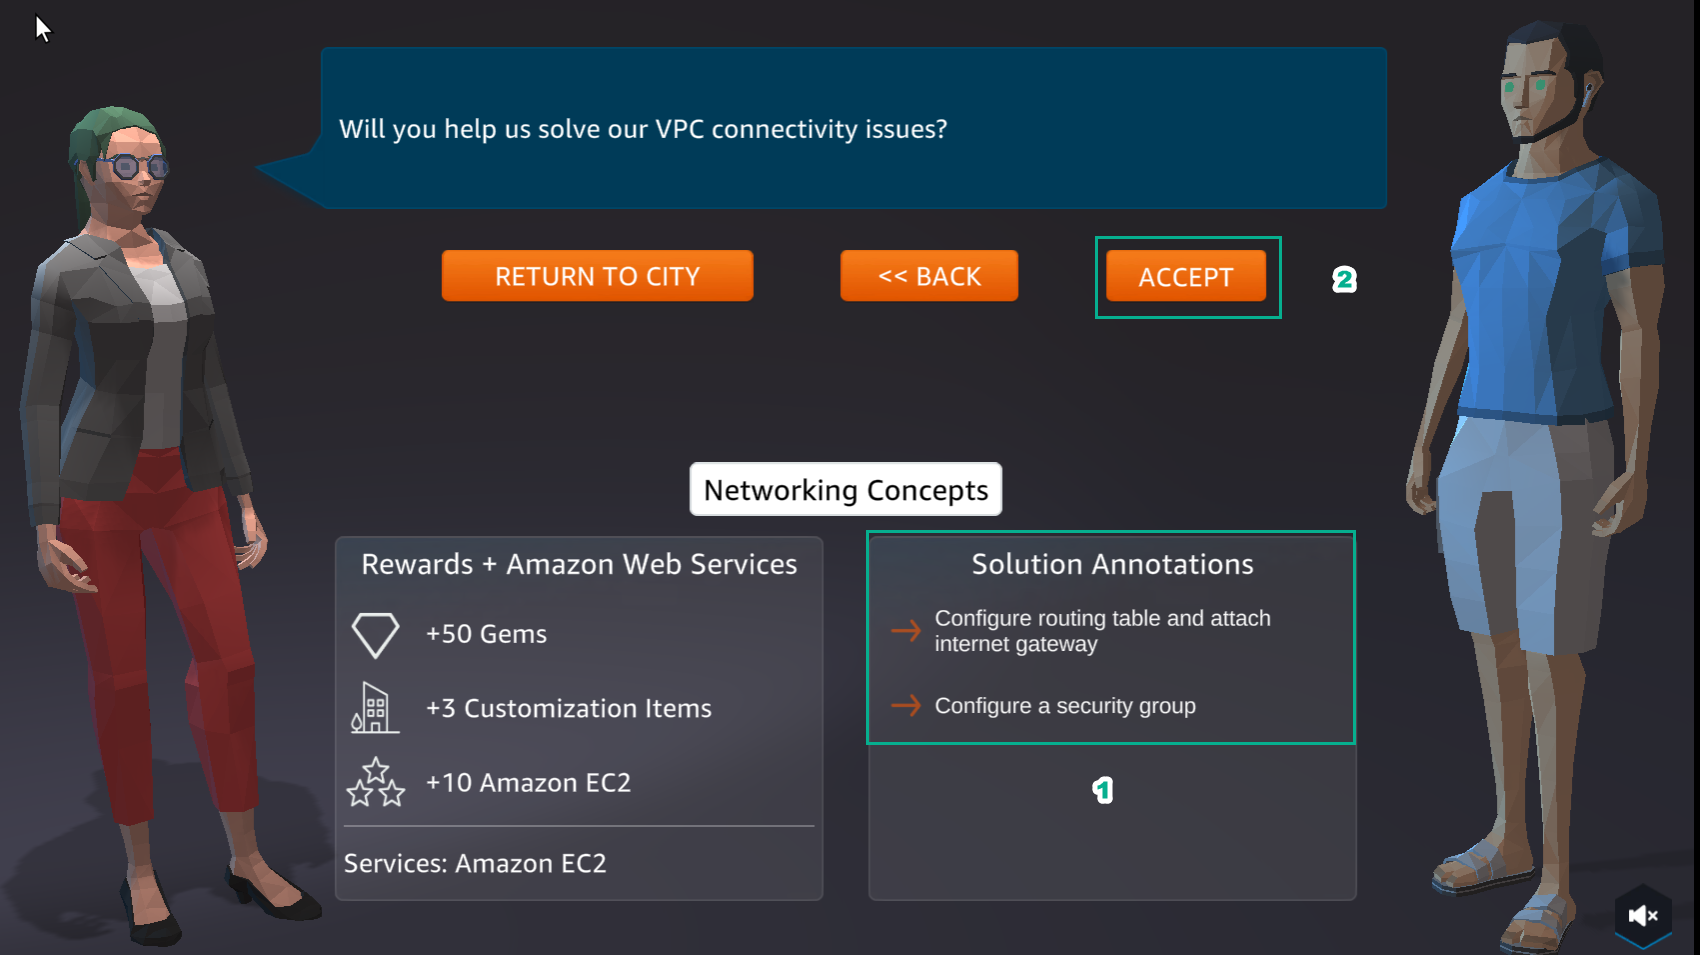 Will you help us solve our VPC connectivity issues?
RETURN TO CITY
<< BACK
ACCEPT
2
Networking Concepts
Rewards + Amazon Web Services
+50 Gems
+3 Customization Items
+10 Amazon EC2
Services: Amazon EC2
Solution Annotations
Configure routing table and attach
internet gateway
Configure a security group
1